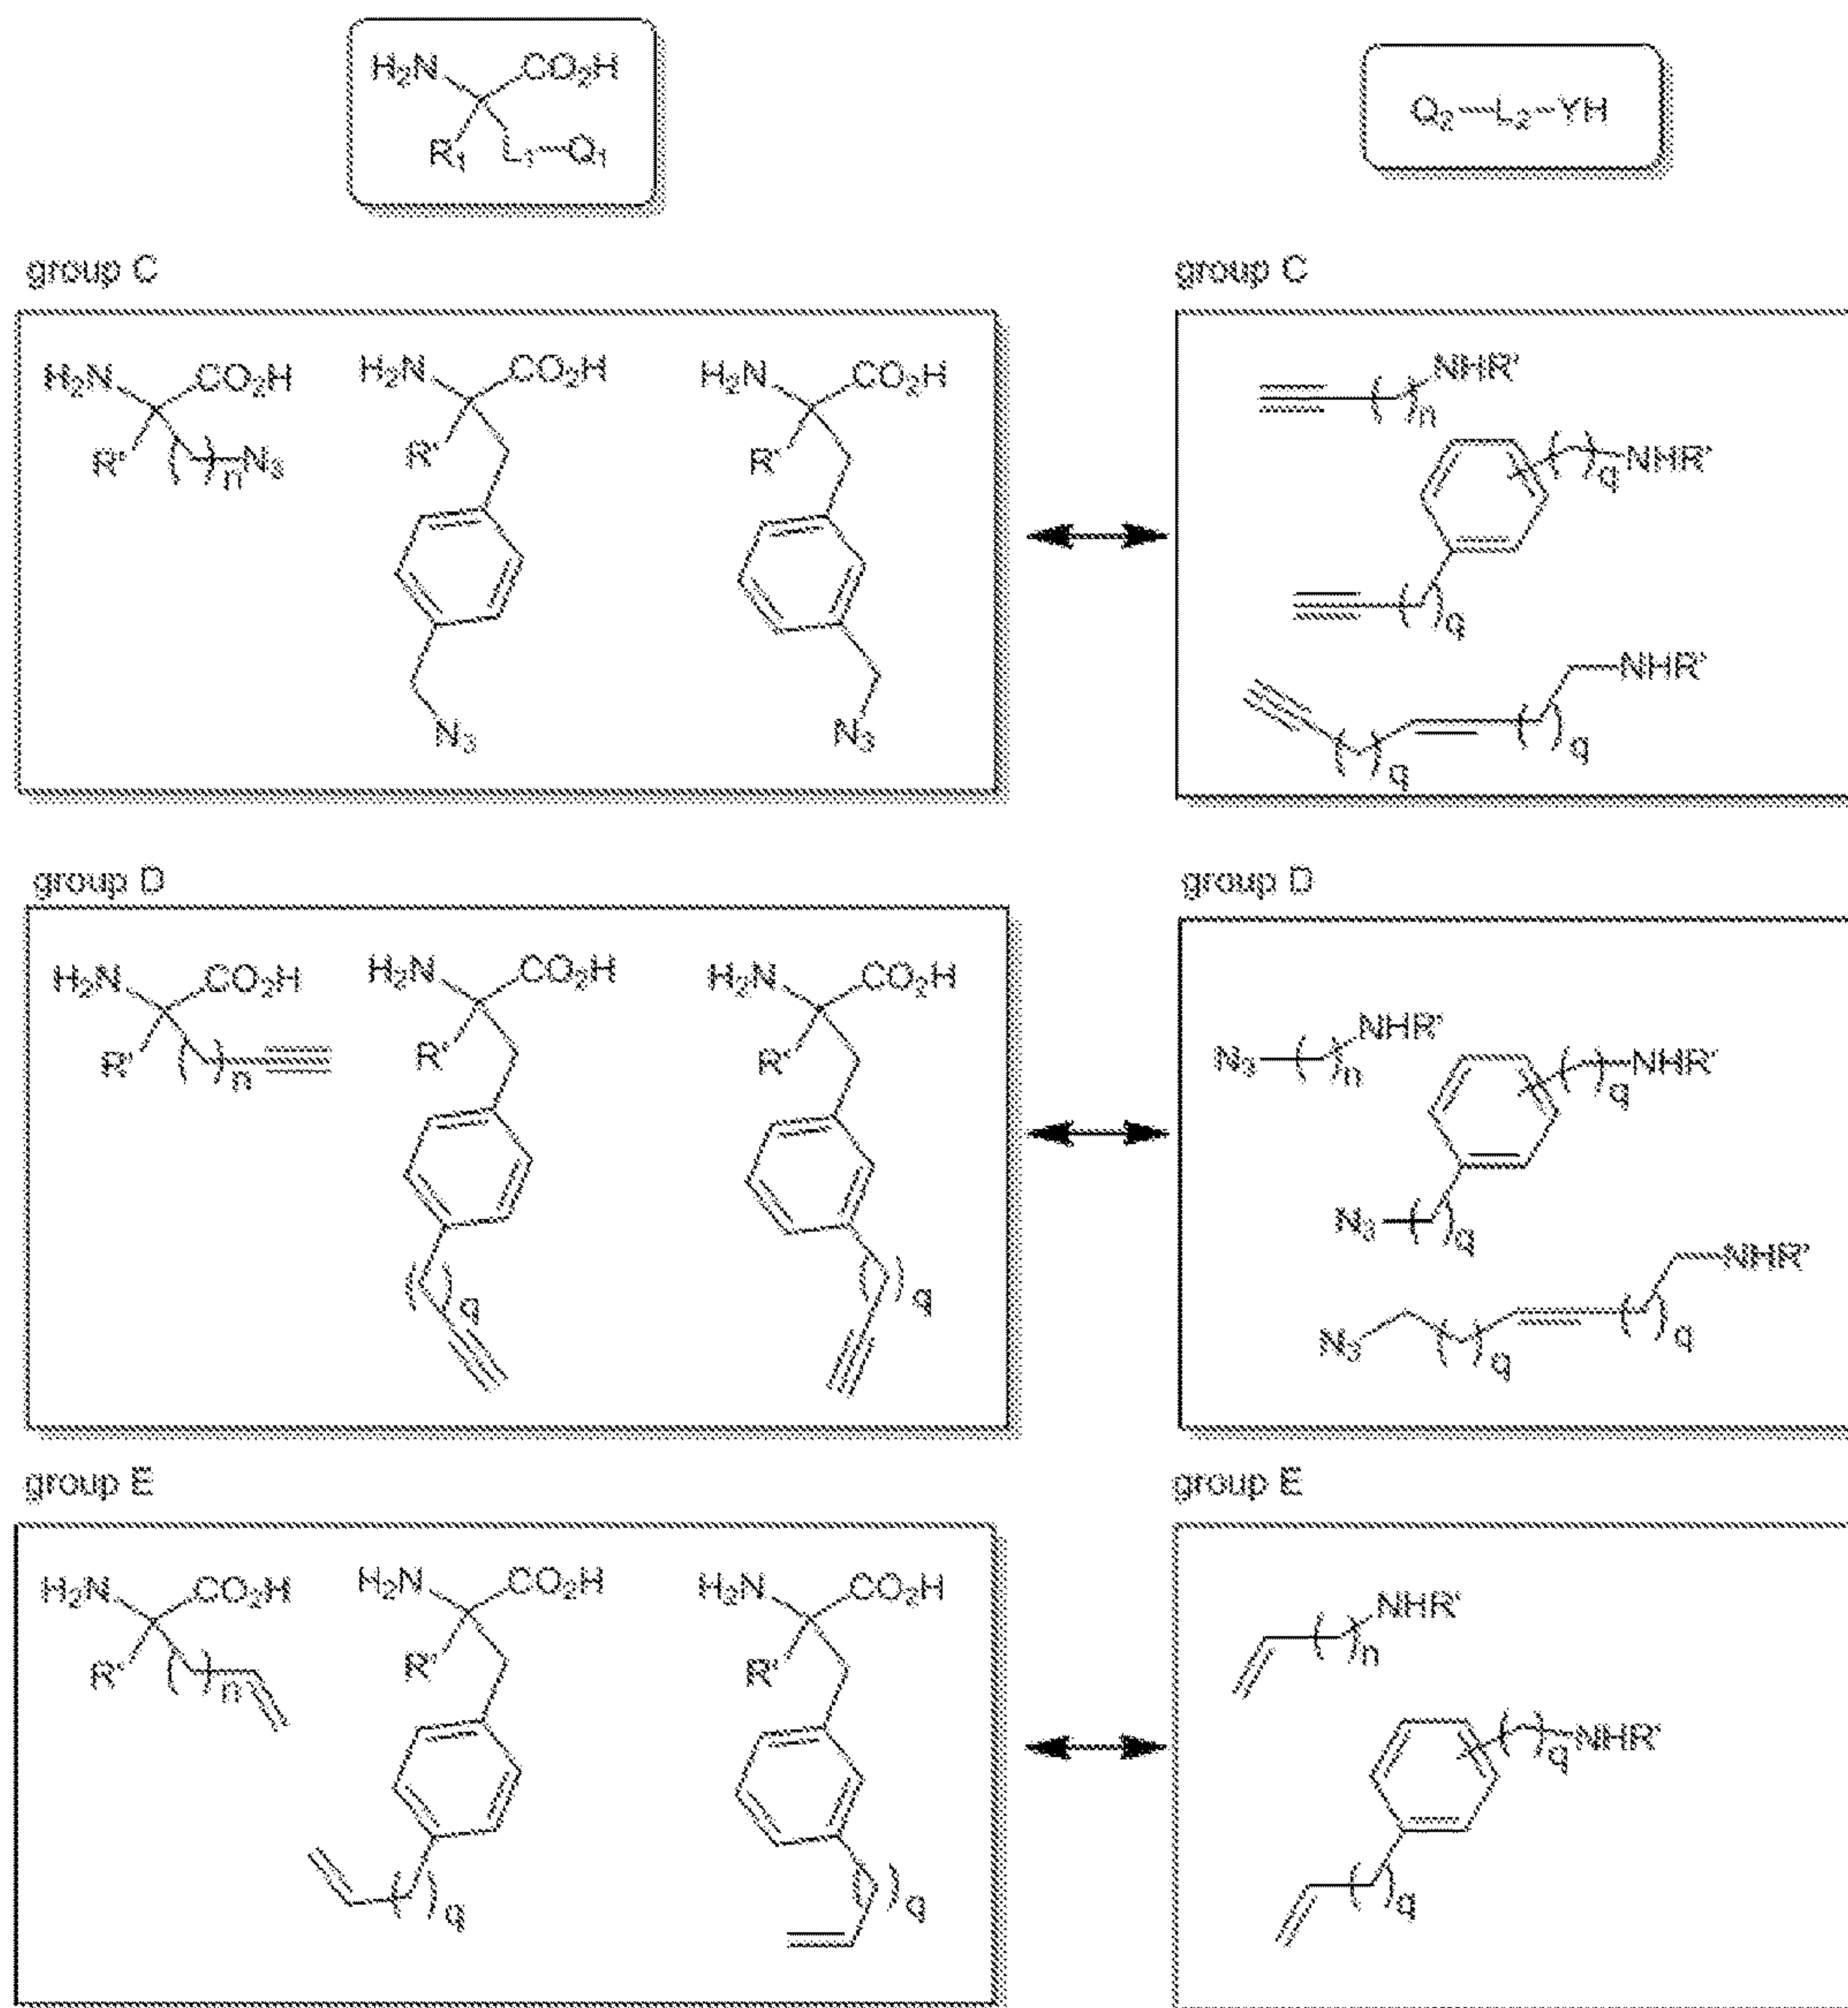 H₂N CO₂H
R₁ L₁—Q₁
Q₂—L₂—YH
group C
H₂N CO₂H H₂N CO₂H H₂N CO₂H
R' ( )n N₃ R' R'
N₃ N₃
group C
( )n NHR'
( )q NHR'
( )q
NHR'
( )q ( )q
group D
H₂N CO₂H H₂N CO₂H H₂N CO₂H
R' ( )n R' R'
( )q ( )q
group D
N₃ ( )n NHR'
( )q NHR'
N₃ ( )q
NHR'
N₃ ( )q ( )q
group E
H₂N CO₂H H₂N CO₂H H₂N CO₂H
R' ( )n R' R'
( )q ( )q
group E
( )n NHR'
( )q NHR'
( )q